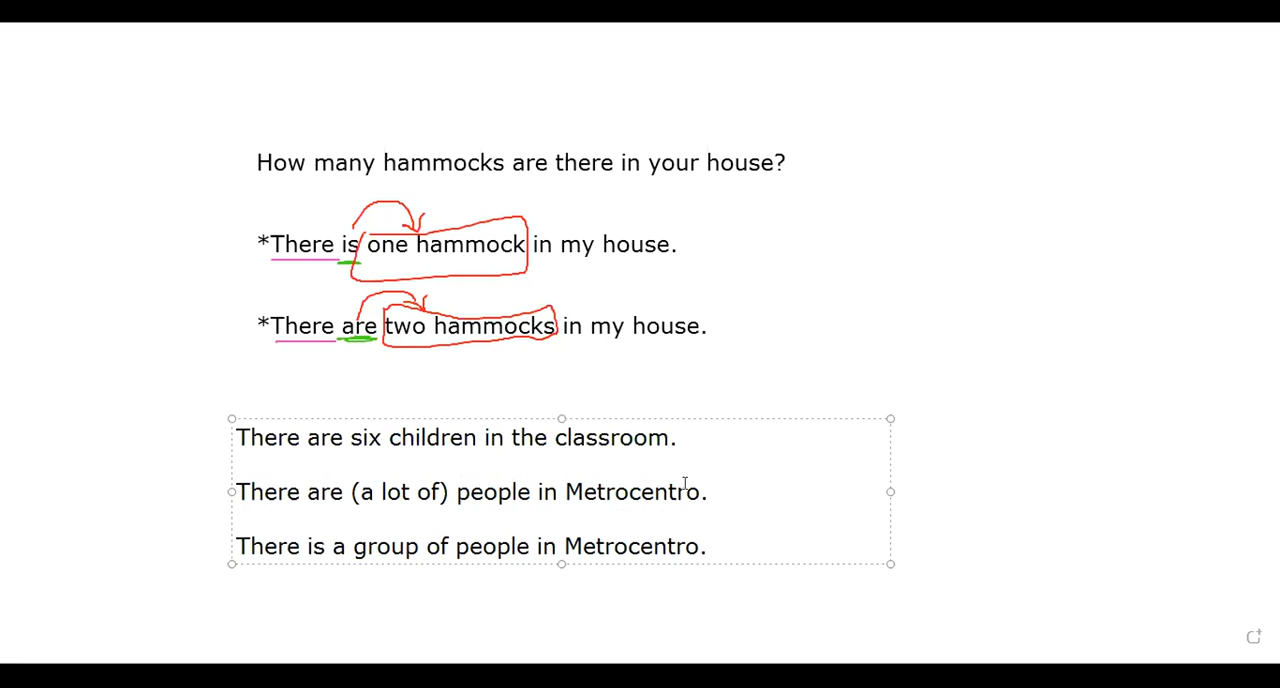 How many hammocks are there in your house?
*There is one hammock in my house.
*There are two hammocks in my house.
There are six children in the classroom.
There are (a lot of) people in Metrocentro.
There is a group of people in Metrocentro.